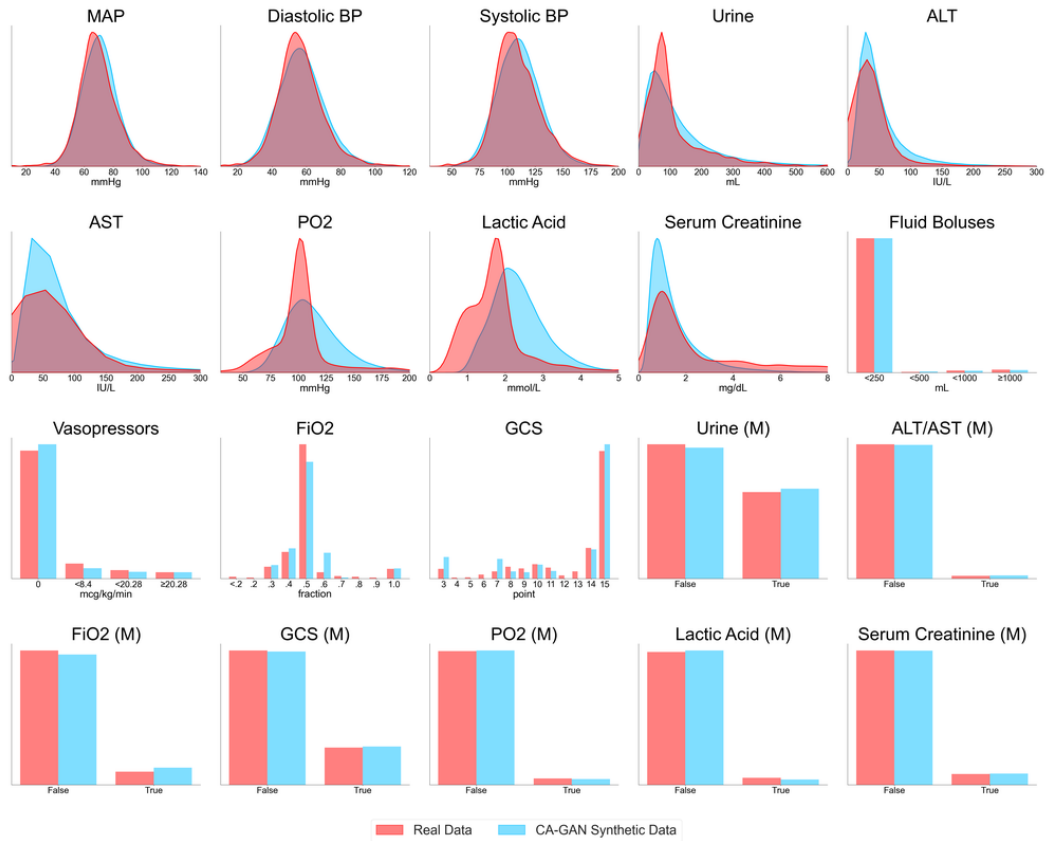 MAP Diastolic BP Systolic BP Urine ALT
20 40 60 80 100 120 140 20 40 60 80 100 120 50 75 100 125 150 175 200 0 100 200 300 400 500 600 0 50 100 150 200 250 300
mmHg mmHg mmHg mL IU/L
AST PO2 Lactic Acid Serum Creatinine Fluid Boluses
0 50 100 150 200 250 300 50 75 100 125 150 175 200 0 1 2 3 4 5 0 2 4 6 8 <250 <500 <1000 ≥1000
IU/L mmHg mmol/L mg/dL mL
Vasopressors FiO2 GCS Urine (M) ALT/AST (M)
0 <8.4 <20.28 ≥20.28 <.2 .2 .3 .4 .5 .6 .7 .8 .9 1.0 3 4 5 6 7 8 9 10 11 12 13 14 15 False True False True
mcg/kg/min fraction point
FiO2 (M) GCS (M) PO2 (M) Lactic Acid (M) Serum Creatinine (M)
False True False True False True False True False True
Real Data CA-GAN Synthetic Data